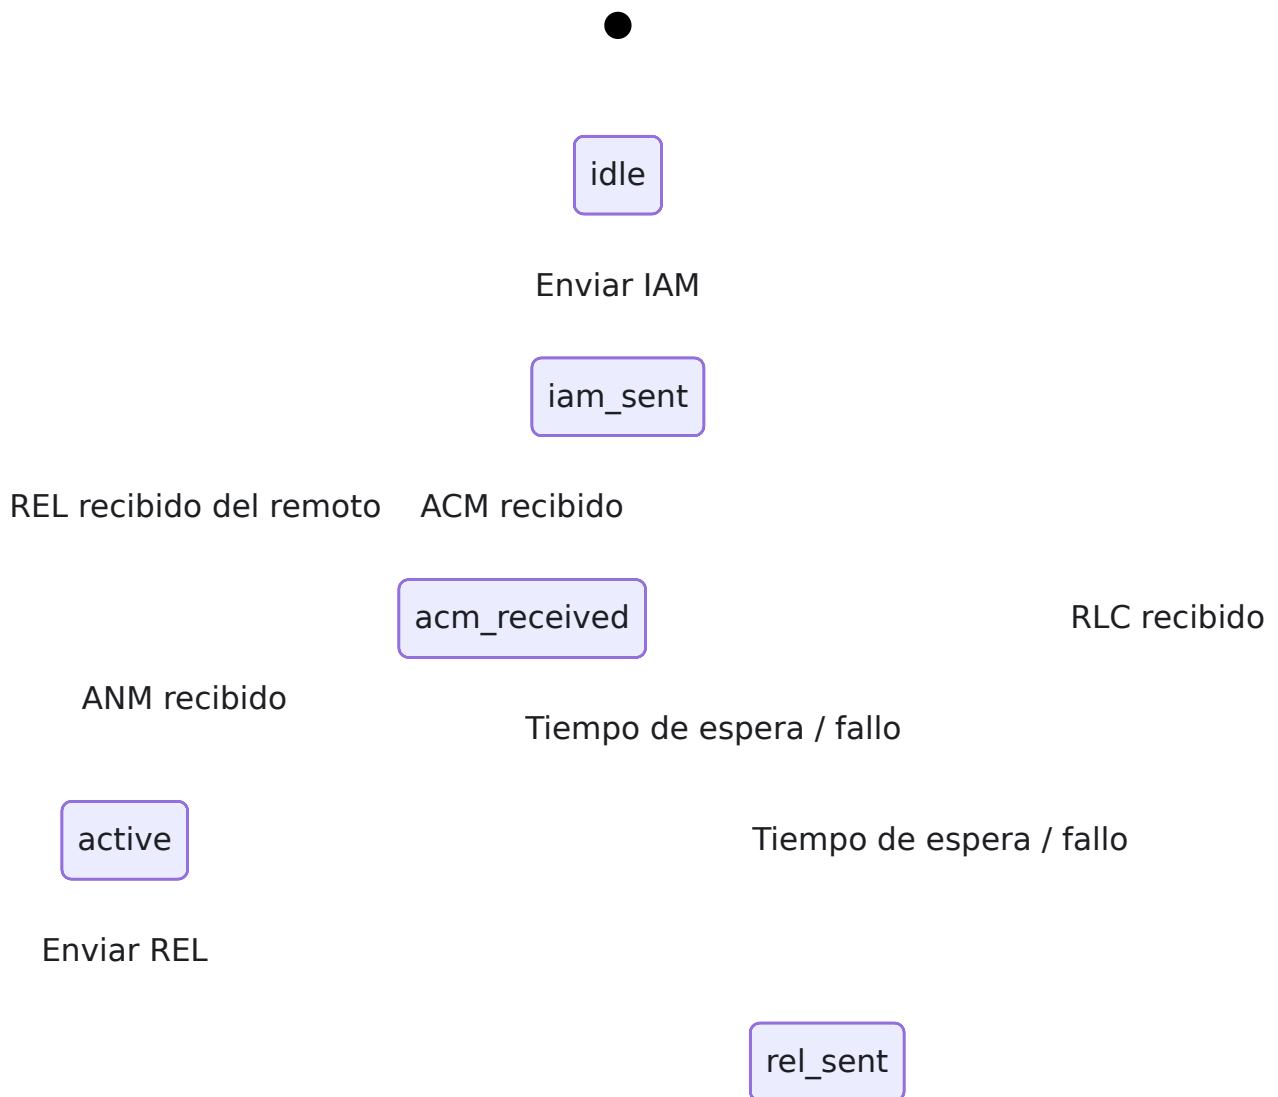 idle
Enviar IAM
iam_sent
REL recibido del remoto
ACM recibido
acm_received
RLC recibido
ANM recibido
Tiempo de espera / fallo
active
Tiempo de espera / fallo
Enviar REL
rel_sent